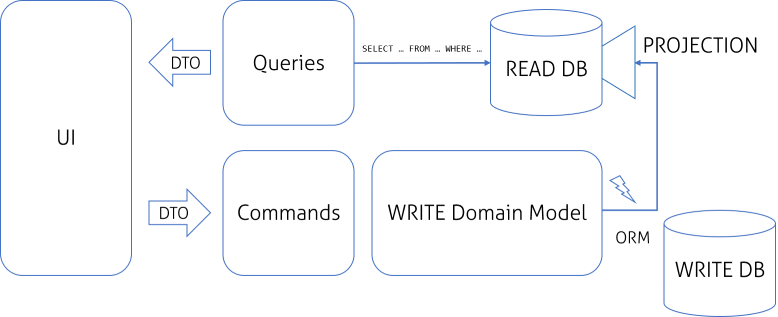 UI
DTO
Queries
SELECT … FROM … WHERE …
READ DB
PROJECTION
DTO
Commands
WRITE Domain Model
ORM
WRITE DB